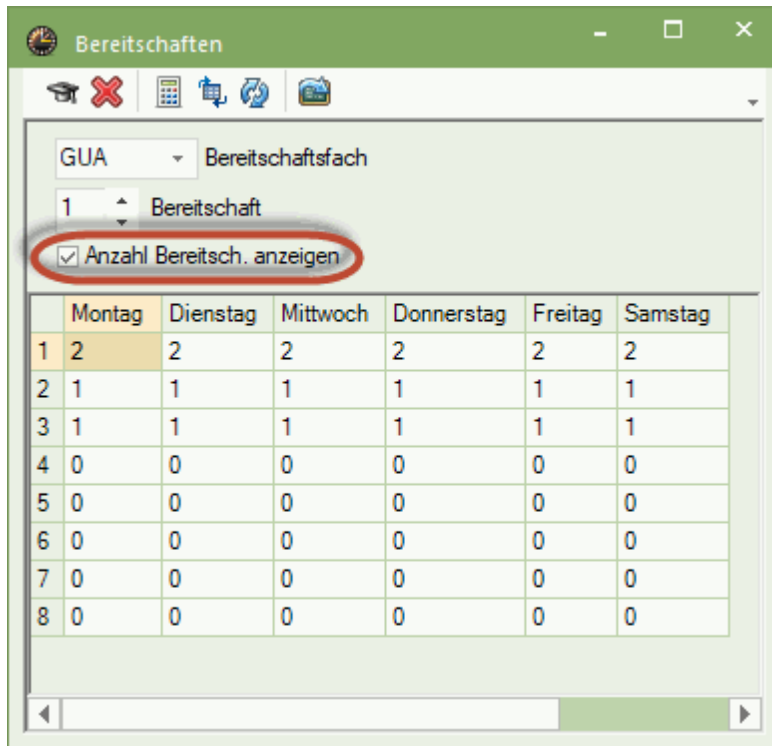 Bereitschaften
GUA Bereitschaftsfach
1 Bereitschaft
Anzahl Bereitsch. anzeigen
Montag Dienstag Mittwoch Donnerstag Freitag Samstag
1 2 2 2 2 2 2
2 1 1 1 1 1 1
3 1 1 1 1 1 1
4 0 0 0 0 0 0
5 0 0 0 0 0 0
6 0 0 0 0 0 0
7 0 0 0 0 0 0
8 0 0 0 0 0 0